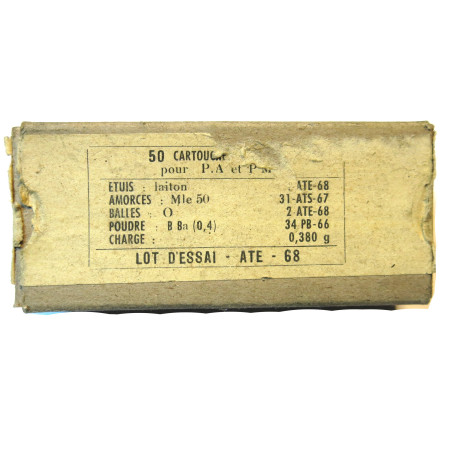 50 CARTOUCHE
pour P.A et P.M
ETUIS : laiton ATE-68
AMORCES : Mle 50 31-ATS-67
BALLES : O 2 ATE-68
POUDRE : B Ba (0,4) 34 PB-66
CHARGE : 0,380 g
LOT D'ESSAI - ATE - 68